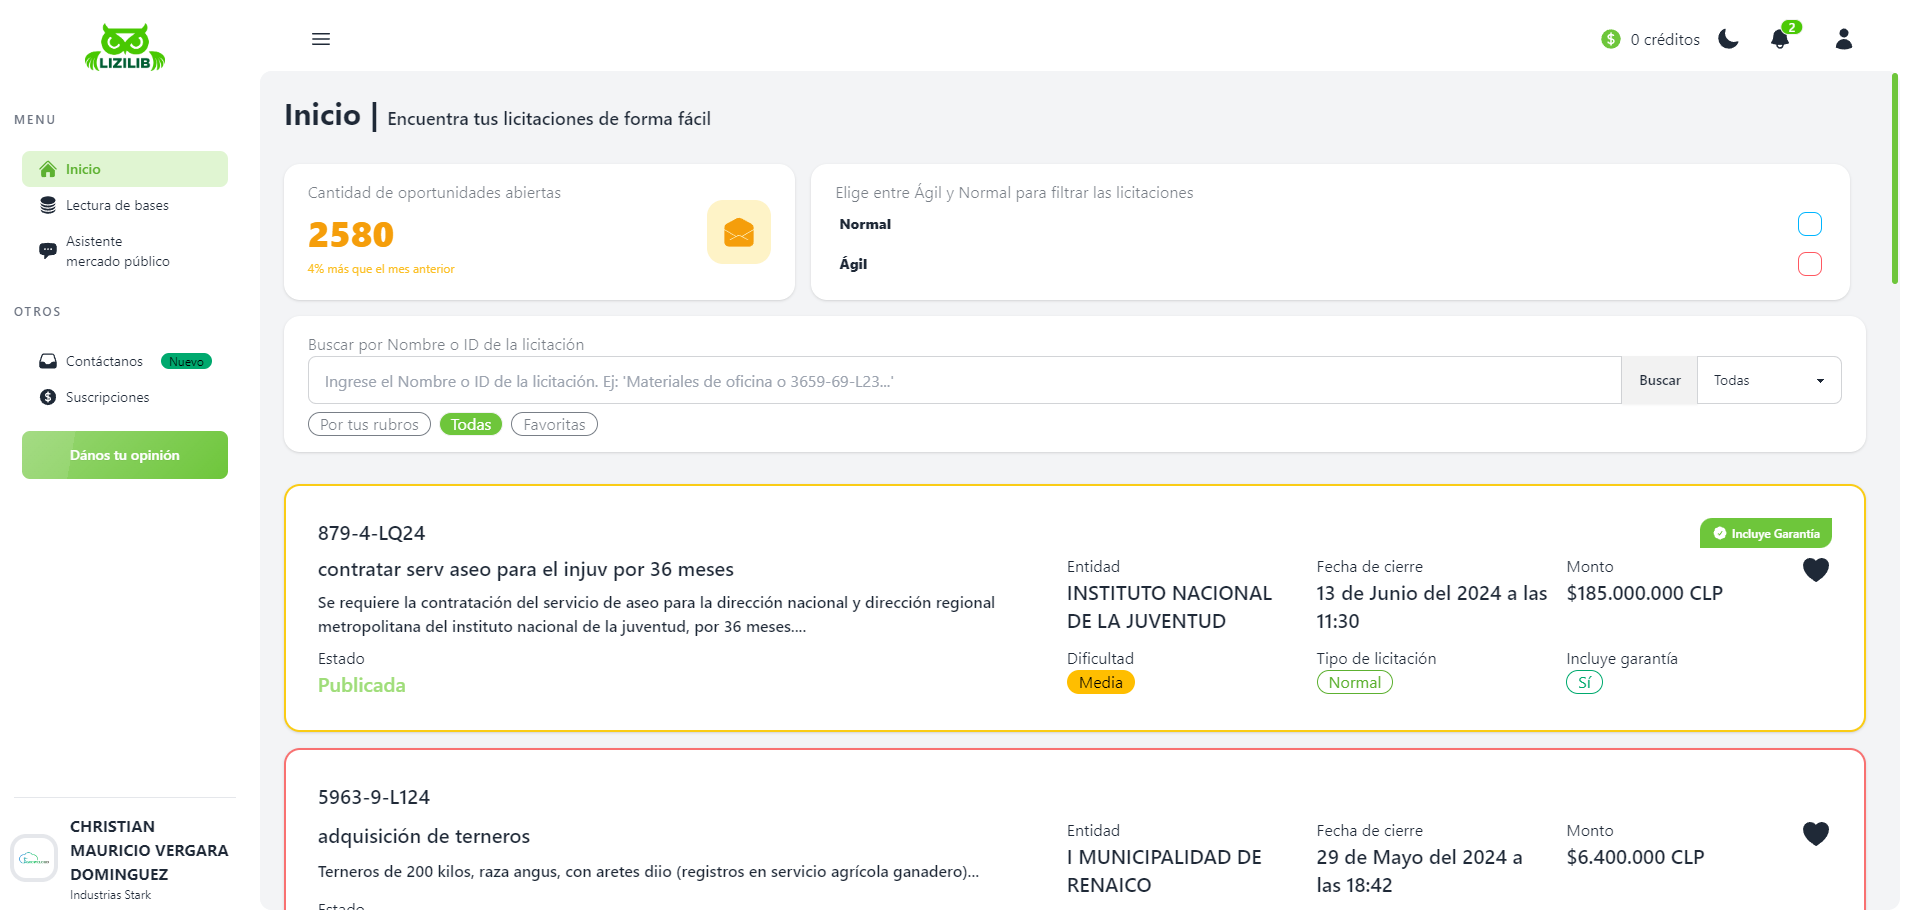 LIZILIB
0 créditos
2
MENU
Inicio
Lectura de bases
Asistente
mercado público
OTROS
Contáctanos Nuevo
Suscripciones
Dános tu opinión
CHRISTIAN
MAURICIO VERGARA
DOMINGUEZ
Industrias Stark
Inicio | Encuentra tus licitaciones de forma fácil
Cantidad de oportunidades abiertas
2580
4% más que el mes anterior
Elige entre Ágil y Normal para filtrar las licitaciones
Normal
Ágil
Buscar por Nombre o ID de la licitación
Ingrese el Nombre o ID de la licitación. Ej: 'Materiales de oficina o 3659-69-L23...' Buscar Todas
Por tus rubros Todas Favoritas
879-4-LQ24
Incluye Garantía
contratar serv aseo para el injuv por 36 meses
Se requiere la contratación del servicio de aseo para la dirección nacional y dirección regional
metropolitana del instituto nacional de la juventud, por 36 meses....
Estado
Publicada
Entidad
INSTITUTO NACIONAL
DE LA JUVENTUD
Fecha de cierre
13 de Junio del 2024 a las
11:30
Monto
$185.000.000 CLP
Dificultad
Media
Tipo de licitación
Normal
Incluye garantía
Sí
5963-9-L124
adquisición de terneros
Terneros de 200 kilos, raza angus, con aretes diio (registros en servicio agrícola ganadero)...
Estado
Entidad
I MUNICIPALIDAD DE
RENAICO
Fecha de cierre
29 de Mayo del 2024 a
las 18:42
Monto
$6.400.000 CLP